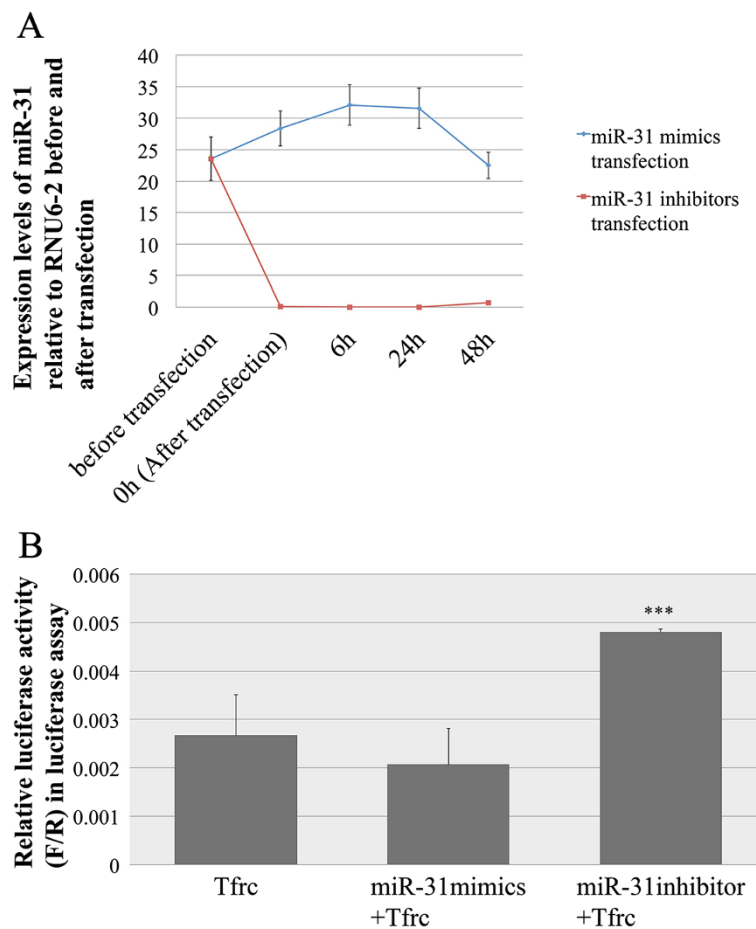 A
Expression levels of miR-31
relative to RNU6-2 before and
after transfection
40
35
30
25
20
15
10
5
0
before transfection
0h (After transfection)
6h
24h
48h
miR-31 mimics
transfection
miR-31 inhibitors
transfection
B
Relative luciferase activity
(F/R) in luciferase assay
0.006
0.005
0.004
0.003
0.002
0.001
0
***
Tfrc
miR-31mimics
+Tfrc
miR-31inhibitor
+Tfrc